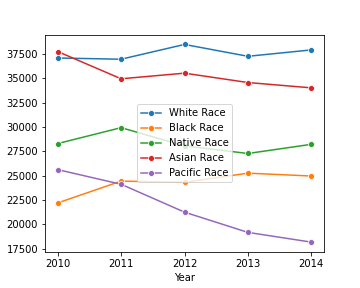 37500
35000
32500
30000
27500
25000
22500
20000
17500
White Race
Black Race
Native Race
Asian Race
Pacific Race
2010 2011 2012 2013 2014
Year